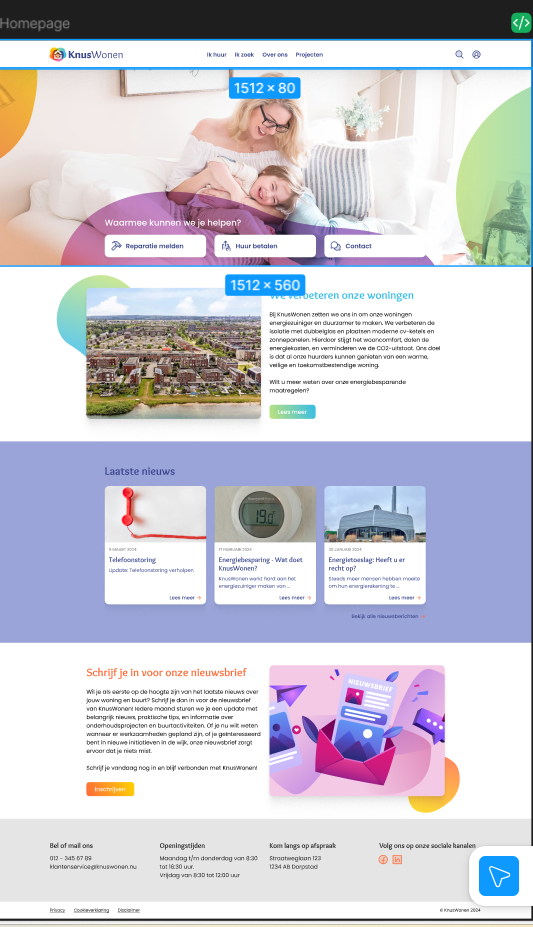 Homepage
</>
KnusWonen
Ik huur Ik zoek Over ons Projecten
1512 × 80
Waarmee kunnen we je helpen?
Reparatie melden
Huur betalen
Contact
1512 × 560
We verbeteren onze woningen
Bij KnusWonen zetten we ons in om onze woningen
energiezuiniger en duurzamer te maken. We verbeteren de
isolatie met dubbelglas en plaatsen moderne cv-ketels en
zonnepanelen. Hierdoor stijgt het wooncomfort, dalen de
energiekosten, en verminderen we de CO2-uitstoot. Ons doel
is dat al onze huurders kunnen genieten van een warme,
veilige en toekomstbestendige woning.
Wilt u meer weten over onze energiebesparende
maatregelen?
Lees meer
Laatste nieuws
5 MAART 2024
Telefoonstoring
Update: Telefoonstoring verholpen
Lees meer →
19.0
17 FEBRUARI 2024
Energiebesparing - Wat doet
KnusWonen?
KnusWonen werkt hard aan het
energiezuiniger maken van ...
Lees meer →
30 JANUARI 2024
Energietoeslag: Heeft u er
recht op?
Steeds meer mensen hebben moeite
om hun energierekening te ...
Lees meer →
Bekijk alle nieuwsberichten →
Schrijf je in voor onze nieuwsbrief
Wil je als eerste op de hoogte zijn van het laatste nieuws over
jouw woning en buurt? Schrijf je dan in voor de nieuwsbrief
van KnusWonen! Iedere maand sturen we je een update met
belangrijk nieuws, praktische tips, en informatie over
onderhoudsprojecten en buurtactiviteiten. Of je nu wilt weten
wanneer er werkzaamheden gepland zijn, of je geïnteresseerd
bent in nieuwe initiatieven in de wijk, onze nieuwsbrief zorgt
ervoor dat je niets mist.
Schrijf je vandaag nog in en blijf verbonden met KnusWonen!
Inschrijven
NIEUWSBRIEF
Bel of mail ons
012 - 345 67 89
klantenservice@knuswonen.nu
Openingstijden
Maandag t/m donderdag van 8:30
tot 16:30 uur.
Vrijdag van 8:30 tot 12:00 uur
Kom langs op afspraak
Straatweglaan 123
1234 AB Dorpstad
Volg ons op onze sociale kanalen
Privacy Cookieverklaring Disclaimer
© KnusWonen 2024